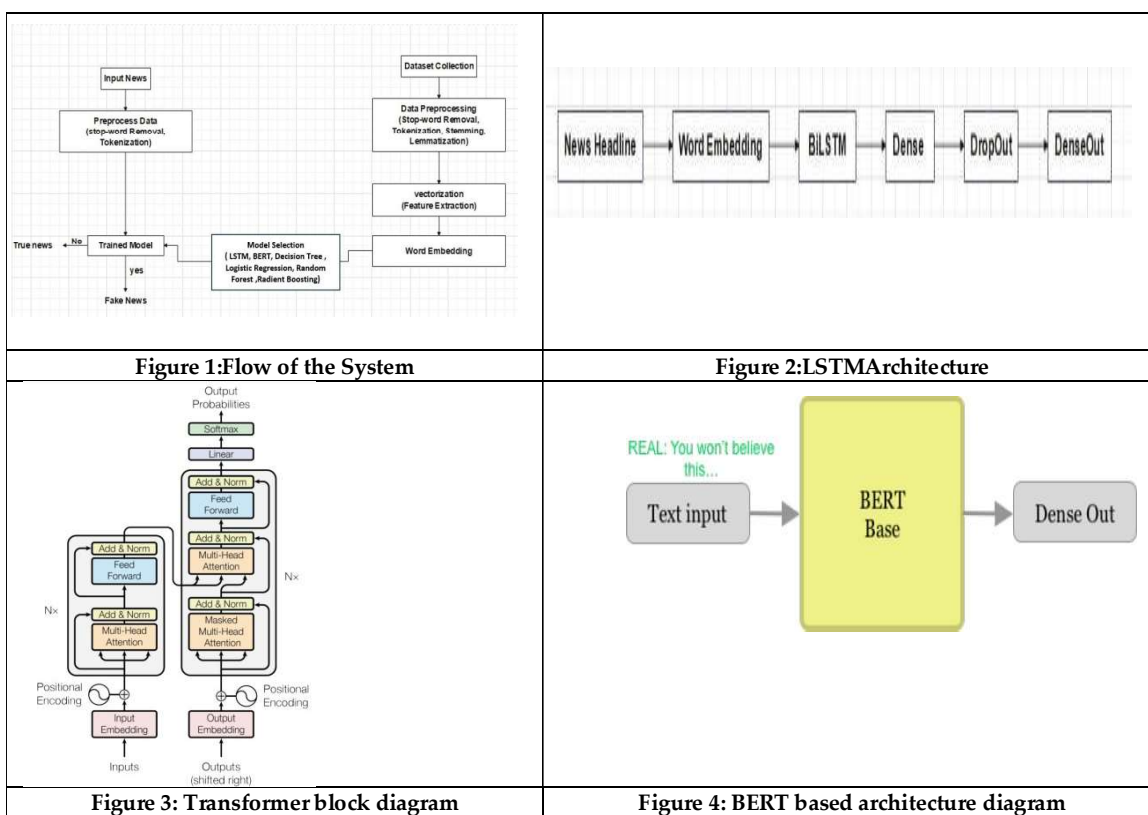 Input News
Preprocess Data
(stop-word Removal,
Tokenization)
True news
No
Trained Model
yes
Fake News
Dataset Collection
Data Preprocessing
(Stop-word Removal,
Tokenization, Stemming,
Lemmatization)
vectorization
(Feature Extraction)
Word Embedding
Model Selection
( LSTM, BERT, Decision Tree ,
Logistic Regression, Random
Forest ,Radient Boosting)
News Headline
Word Embedding
BiLSTM
Dense
DropOut
DenseOut
Figure 1:Flow of the System
Figure 2:LSTMArchitecture
Output
Probabilities
Softmax
Linear
Add & Norm
Feed
Forward
Add & Norm
Multi-Head
Attention
Add & Norm
Masked
Multi-Head
Attention
Nx
Add & Norm
Feed
Forward
Nx
Add & Norm
Multi-Head
Attention
Positional
Encoding
Positional
Encoding
Input
Embedding
Output
Embedding
Inputs
Outputs
(shifted right)
REAL: You won't believe
this...
Text input
BERT
Base
Dense Out
Figure 3: Transformer block diagram
Figure 4: BERT based architecture diagram